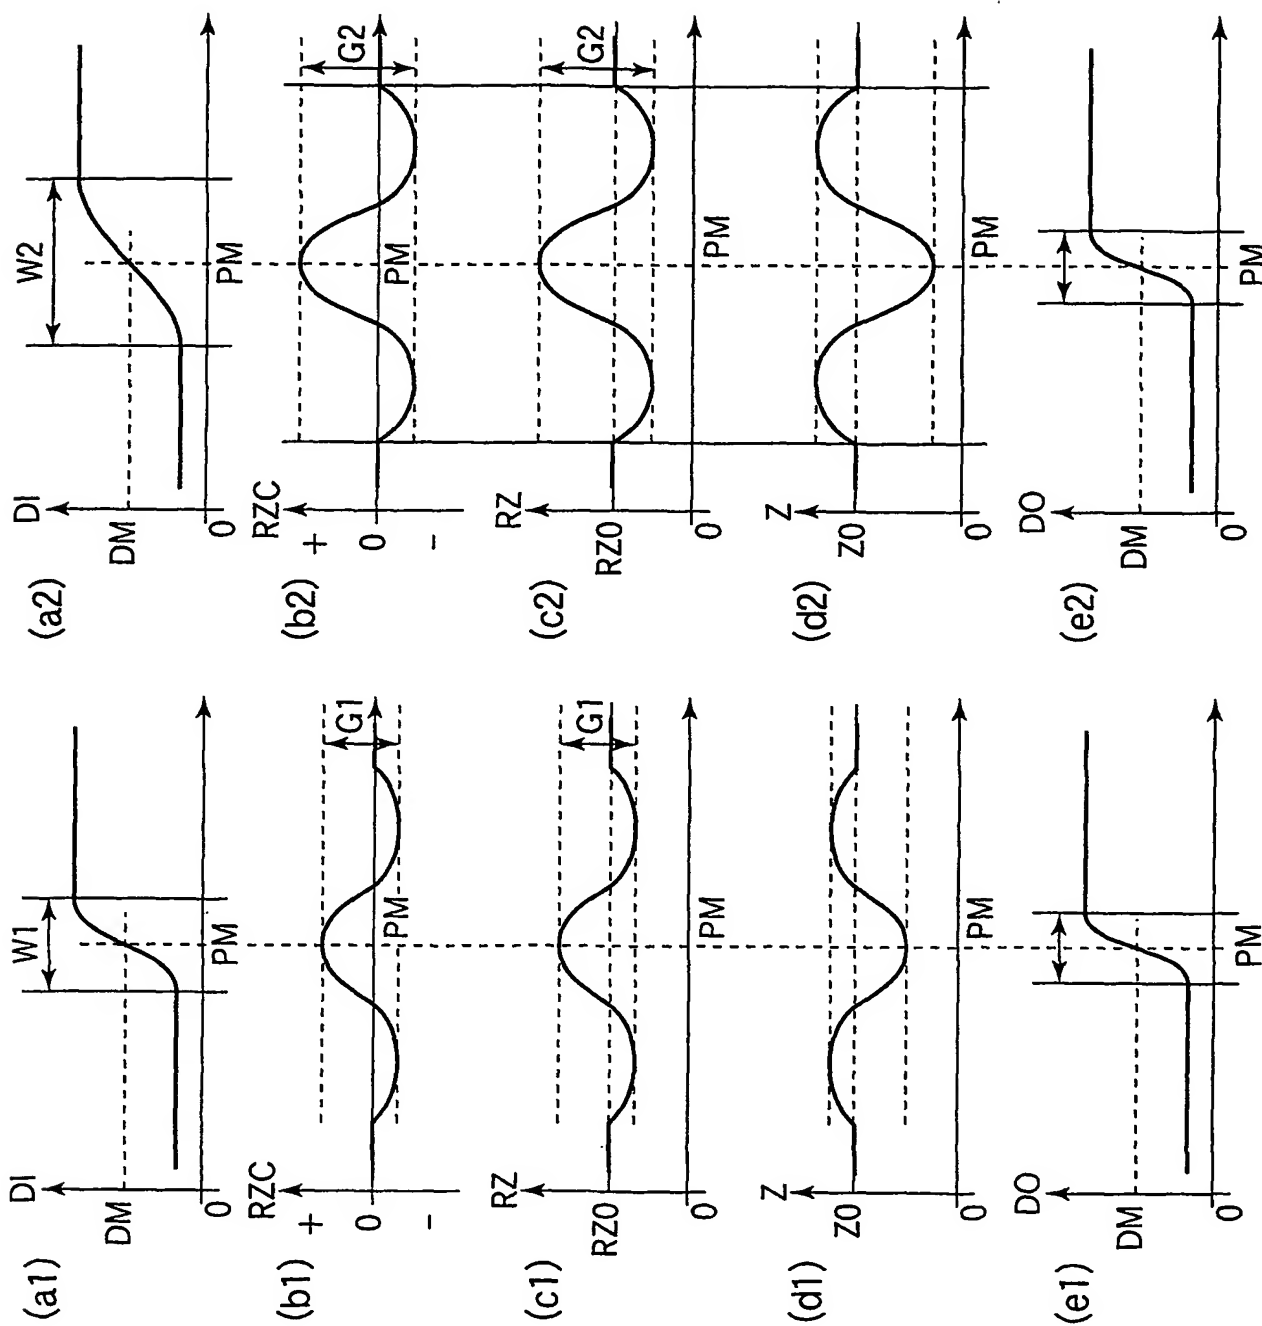 (a1)
DI
DM
0
W1
PM
(b1)
RZC
+
0
-
PM
G1
(c1)
RZ
RZ0
0
PM
G1
(d1)
Z
Z0
0
PM
(e1)
DO
DM
0
PM
(a2)
DI
DM
0
W2
PM
(b2)
RZC
+
0
-
PM
G2
(c2)
RZ
RZ0
0
PM
G2
(d2)
Z
Z0
0
PM
(e2)
DO
DM
0
PM